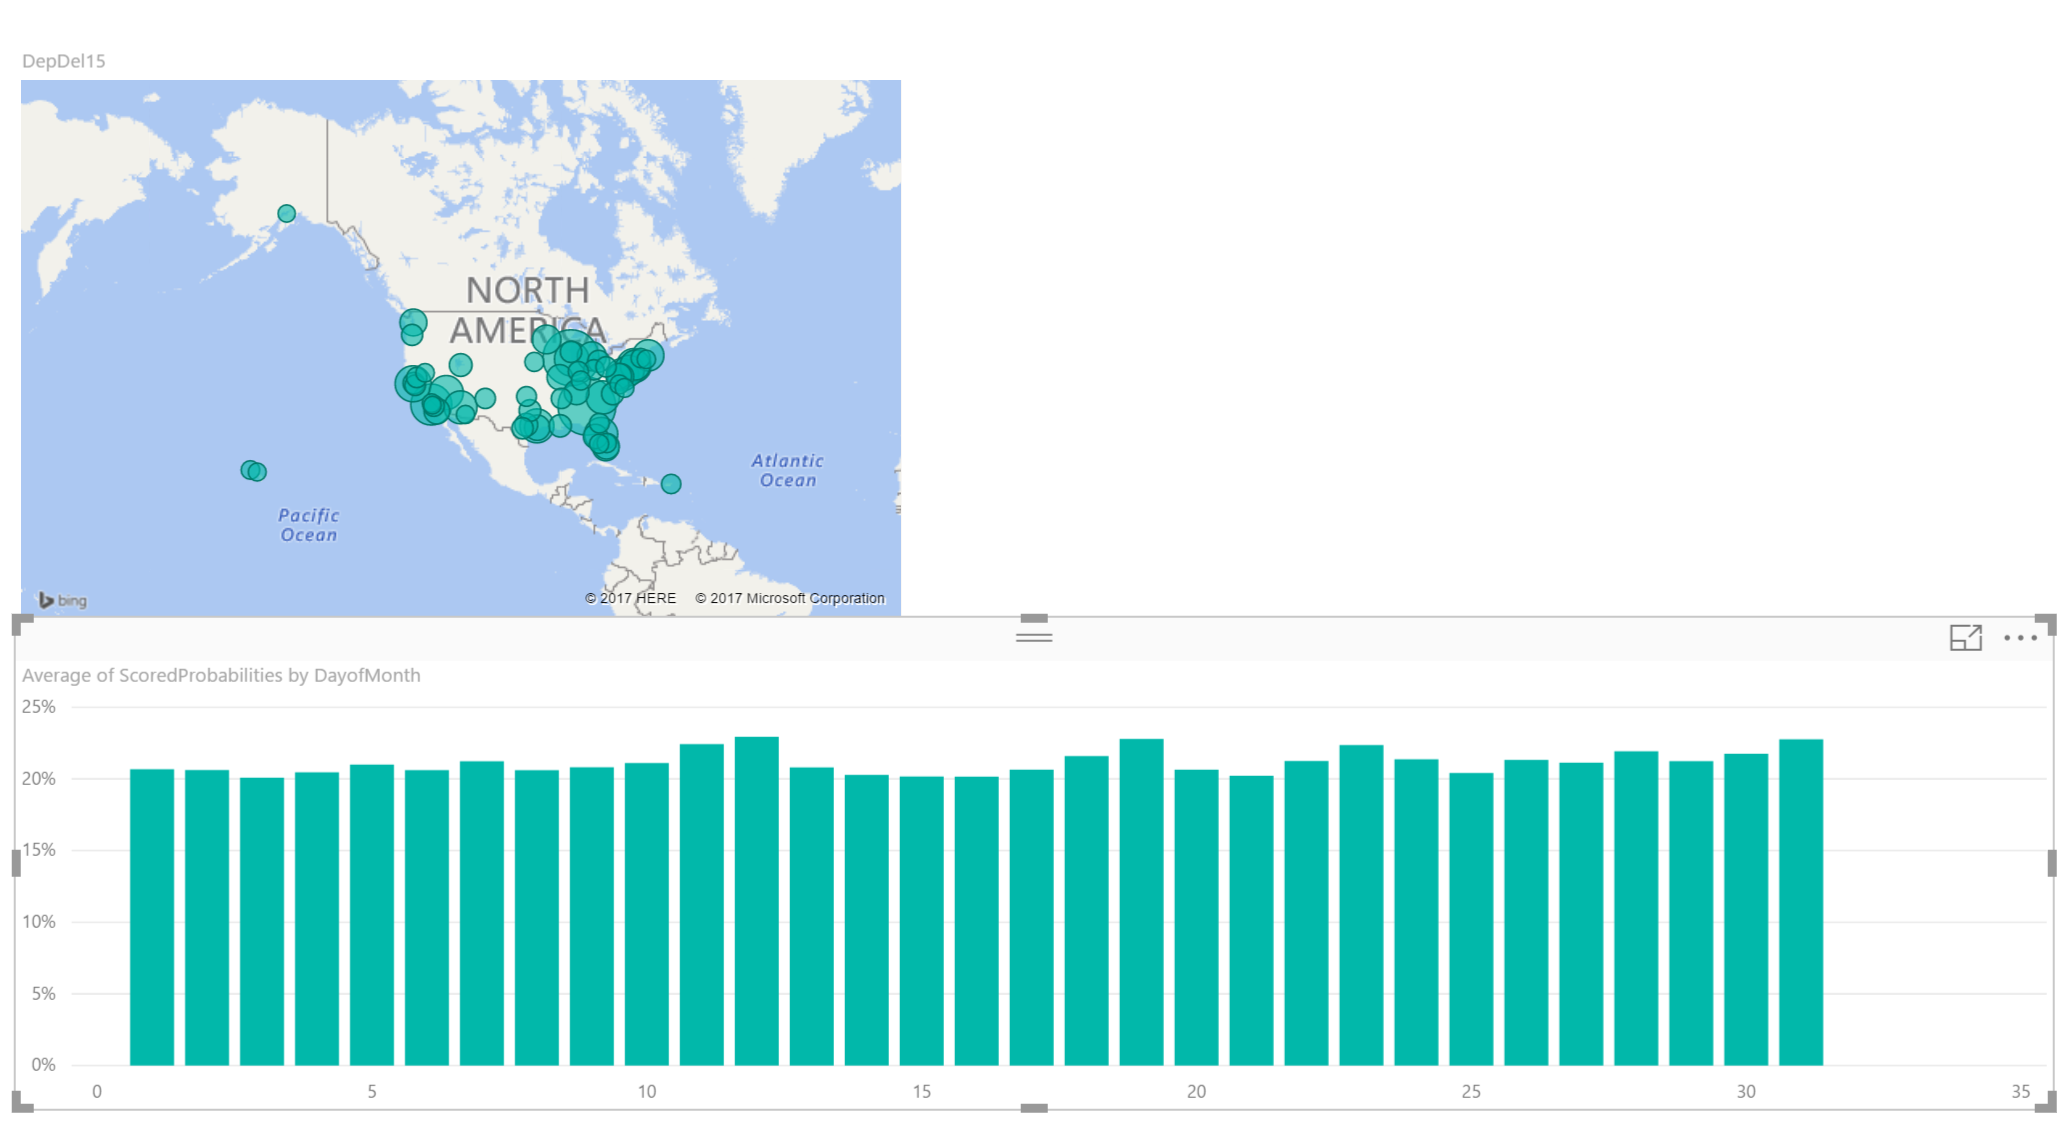 DepDel15
NORTH
AMERICA
Atlantic
Ocean
Pacific
Ocean
bing
© 2017 HERE © 2017 Microsoft Corporation
Average of ScoredProbabilities by DayofMonth
25%
20%
15%
10%
5%
0%
0 5 10 15 20 25 30 35